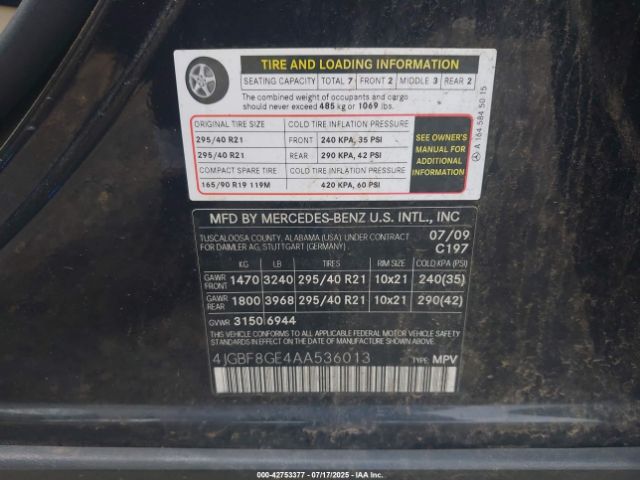 TIRE AND LOADING INFORMATION
SEATING CAPACITY TOTAL 7 FRONT 2 MIDDLE 3 REAR 2
The combined weight of occupants and cargo
should never exceed 485 kg or 1069 lbs.
ORIGINAL TIRE SIZE COLD TIRE INFLATION PRESSURE
295/40 R21 FRONT 240 KPA, 35 PSI
295/40 R21 REAR 290 KPA, 42 PSI
COMPACT SPARE TIRE COLD TIRE INFLATION PRESSURE
165/90 R19 119M 420 KPA, 60 PSI
SEE OWNER'S
MANUAL FOR
ADDITIONAL
INFORMATION
A 164 584 50 15
MFD BY MERCEDES-BENZ U.S. INTL., INC
TUSCALOOSA COUNTY, ALABAMA (USA) UNDER CONTRACT 07/09
FOR DAIMLER AG, STUTTGART (GERMANY) . C197
KG LB TIRES RIM SIZE COLD KPA (PSI)
GAWR FRONT 1470 3240 295/40 R21 10x21 240(35)
GAWR REAR 1800 3968 295/40 R21 10x21 290(42)
GVWR 3150 6944
THIS VEHICLE CONFORMS TO ALL APPLICABLE FEDERAL MOTOR VEHICLE SAFETY
STANDARDS IN EFFECT ON THE DATE OF MANUFACTURE SHOWN ABOVE.
4JGBF8GE4AA536013 TYPE: MPV
000-42753377 - 07/17/2025 - IAAI.COM